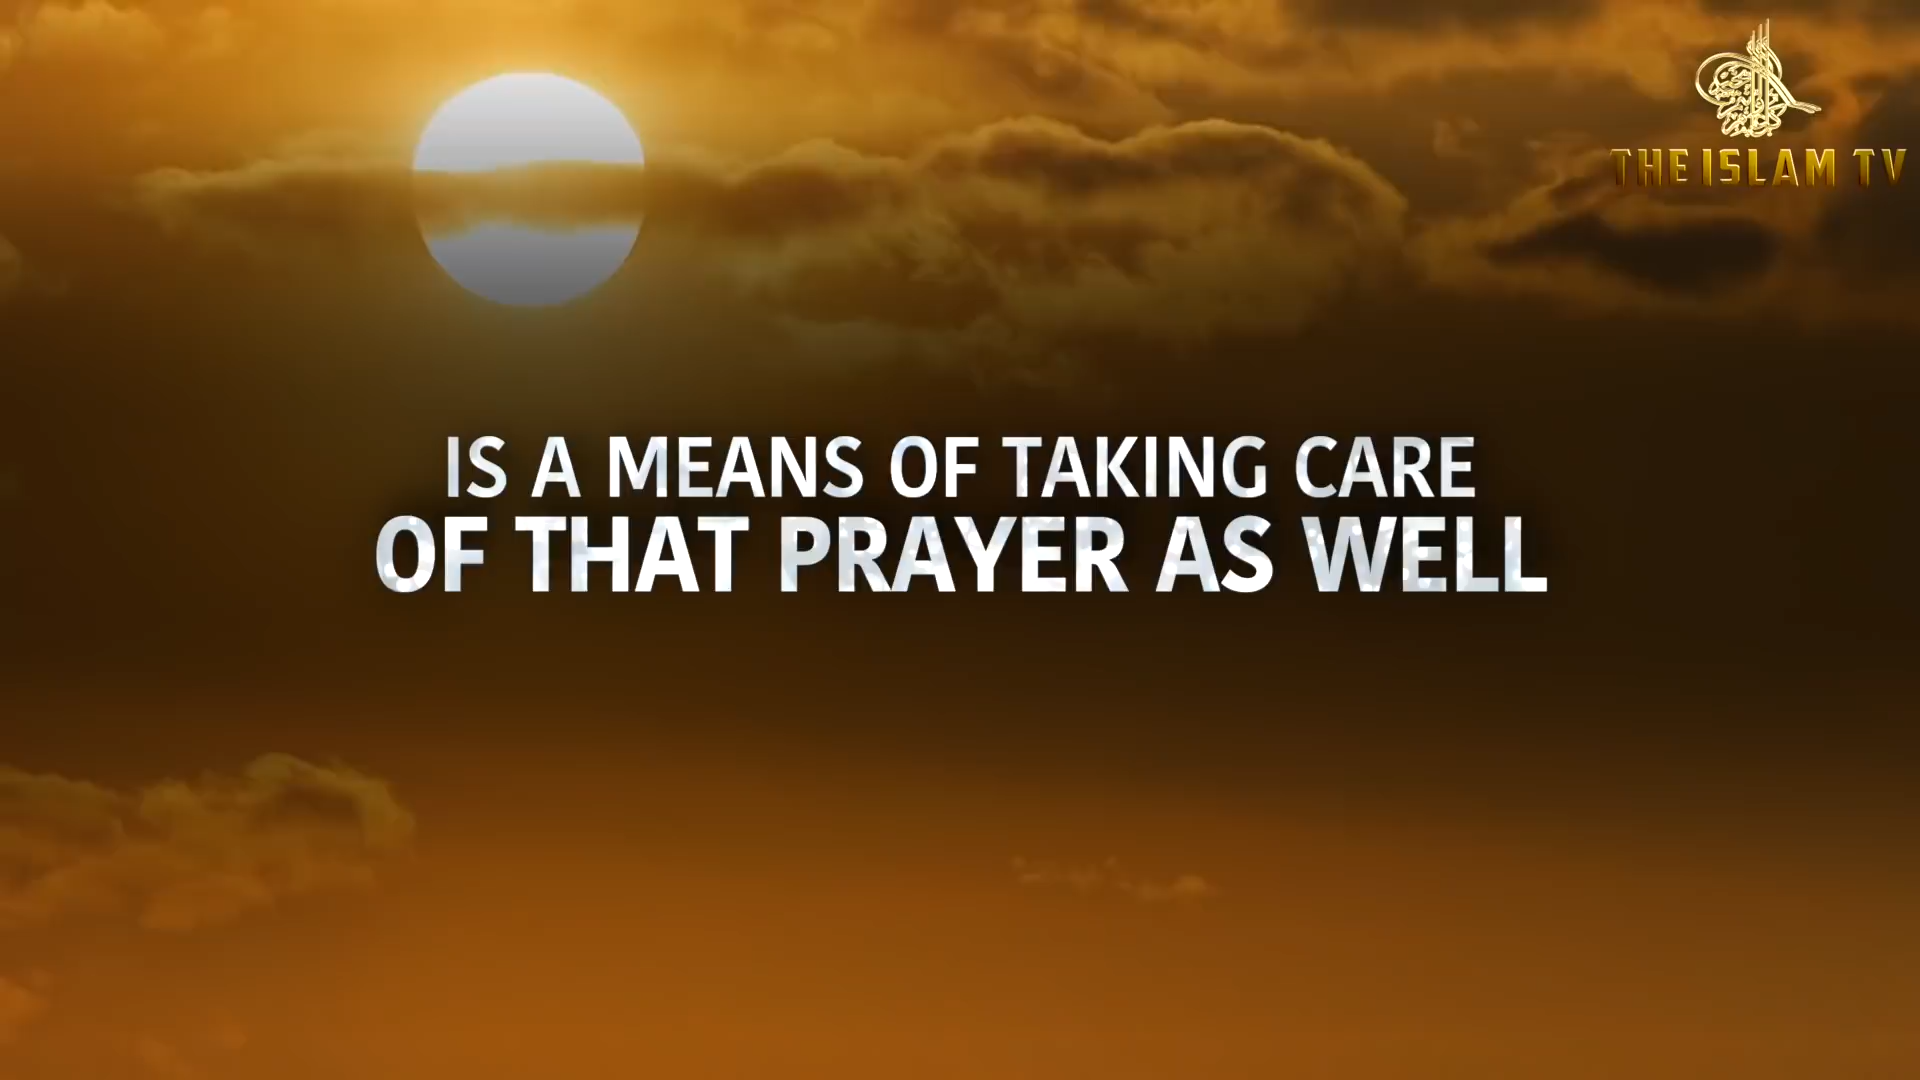 THE ISLAM TV
IS A MEANS OF TAKING CARE
OF THAT PRAYER AS WELL